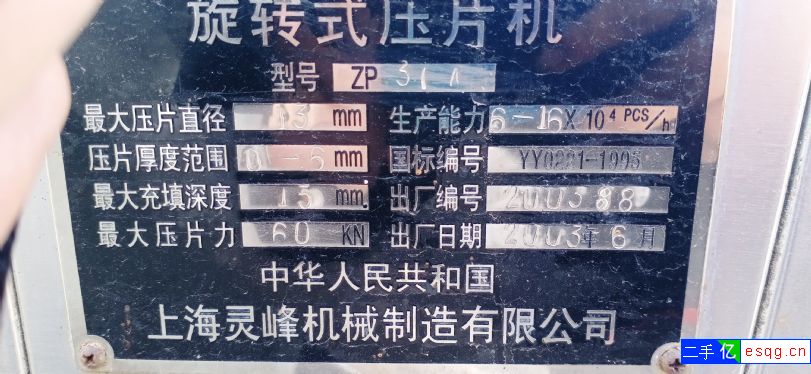 旋转式压片机
型号 ZP 31A
最大压片直径 13 mm 生产能力 6-16X10⁴ PCS/h
压片厚度范围 0-6 mm 国标编号 YY0221-1995
最大充填深度 15 mm. 出厂编号 200388
最大压片力 60 KN 出厂日期 2003年6月
中华人民共和国
上海灵峰机械制造有限公司
二手亿 esqg.cn